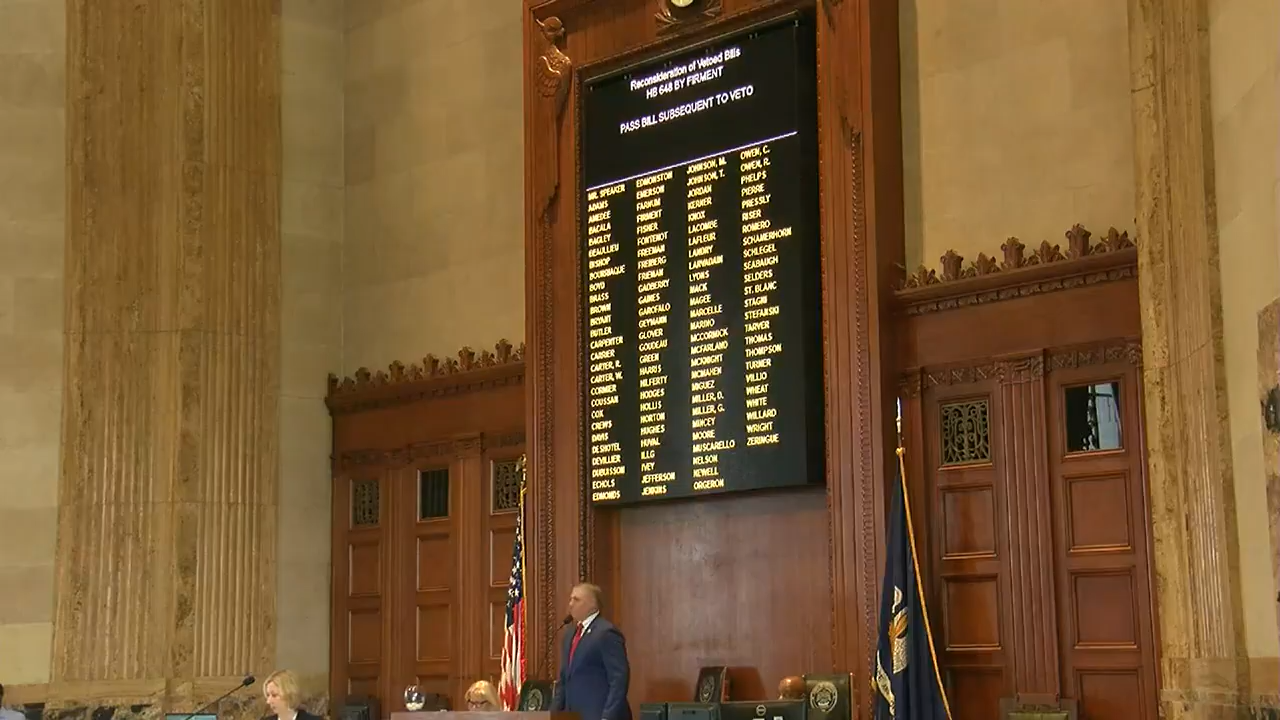 Reconsideration of Vetoed Bills
HB 648 BY FIRMENT
PASS BILL SUBSEQUENT TO VETO
MR. SPEAKER
ADAMS
AMEDEE
BACALA
BAGLEY
BEAULLIEU
BISHOP
BOURRIAQUE
BOYD
BRASS
BROWN
BRYANT
BUTLER
CARPENTER
CARRIER
CARTER, R.
CARTER, W.
CORMIER
COUSSAN
COX
CREWS
DAVIS
DESHOTEL
DEVILLIER
DUBUISSON
ECHOLS
EDMONDS
EDMONSTON
EMERSON
FARNUM
FIRMENT
FISHER
FONTENOT
FREEMAN
FREIBERG
FRIEMAN
GADBERRY
GAINES
GAROFALO
GEYMANN
GLOVER
GOUDEAU
GREEN
HARRIS
HILFERTY
HODGES
HOLLIS
HORTON
HUGHES
HUVAL
ILLG
IVEY
JEFFERSON
JENKINS
JOHNSON, M.
JOHNSON, T.
JORDAN
KERNER
KNOX
LACOMBE
LAFLEUR
LANDRY
LARVADAIN
LYONS
MACK
MAGEE
MARCELLE
MARINO
MCCORMICK
MCFARLAND
MCKNIGHT
MCMAHEN
MIGUEZ
MILLER, D.
MILLER, G.
MINCEY
MOORE
MUSCARELLO
NELSON
NEWELL
ORGERON
OWEN, C.
OWEN, R.
PHELPS
PIERRE
PRESSLY
RISER
ROMERO
SCHAMERHORN
SCHLEGEL
SEABAUGH
SELDERS
ST. BLANC
STAGNI
STEFANSKI
TARVER
THOMAS
THOMPSON
TURNER
VILLIO
WHEAT
WHITE
WILLARD
WRIGHT
ZERINGUE